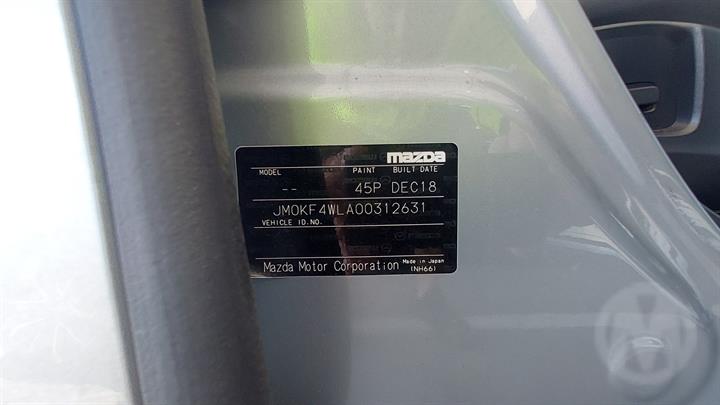 mazda
MODEL PAINT BUILT DATE
-- 45P DEC18
JM0KF4WLA00312631
VEHICLE ID.NO.
Mazda Motor Corporation Made in Japan
(NH66)